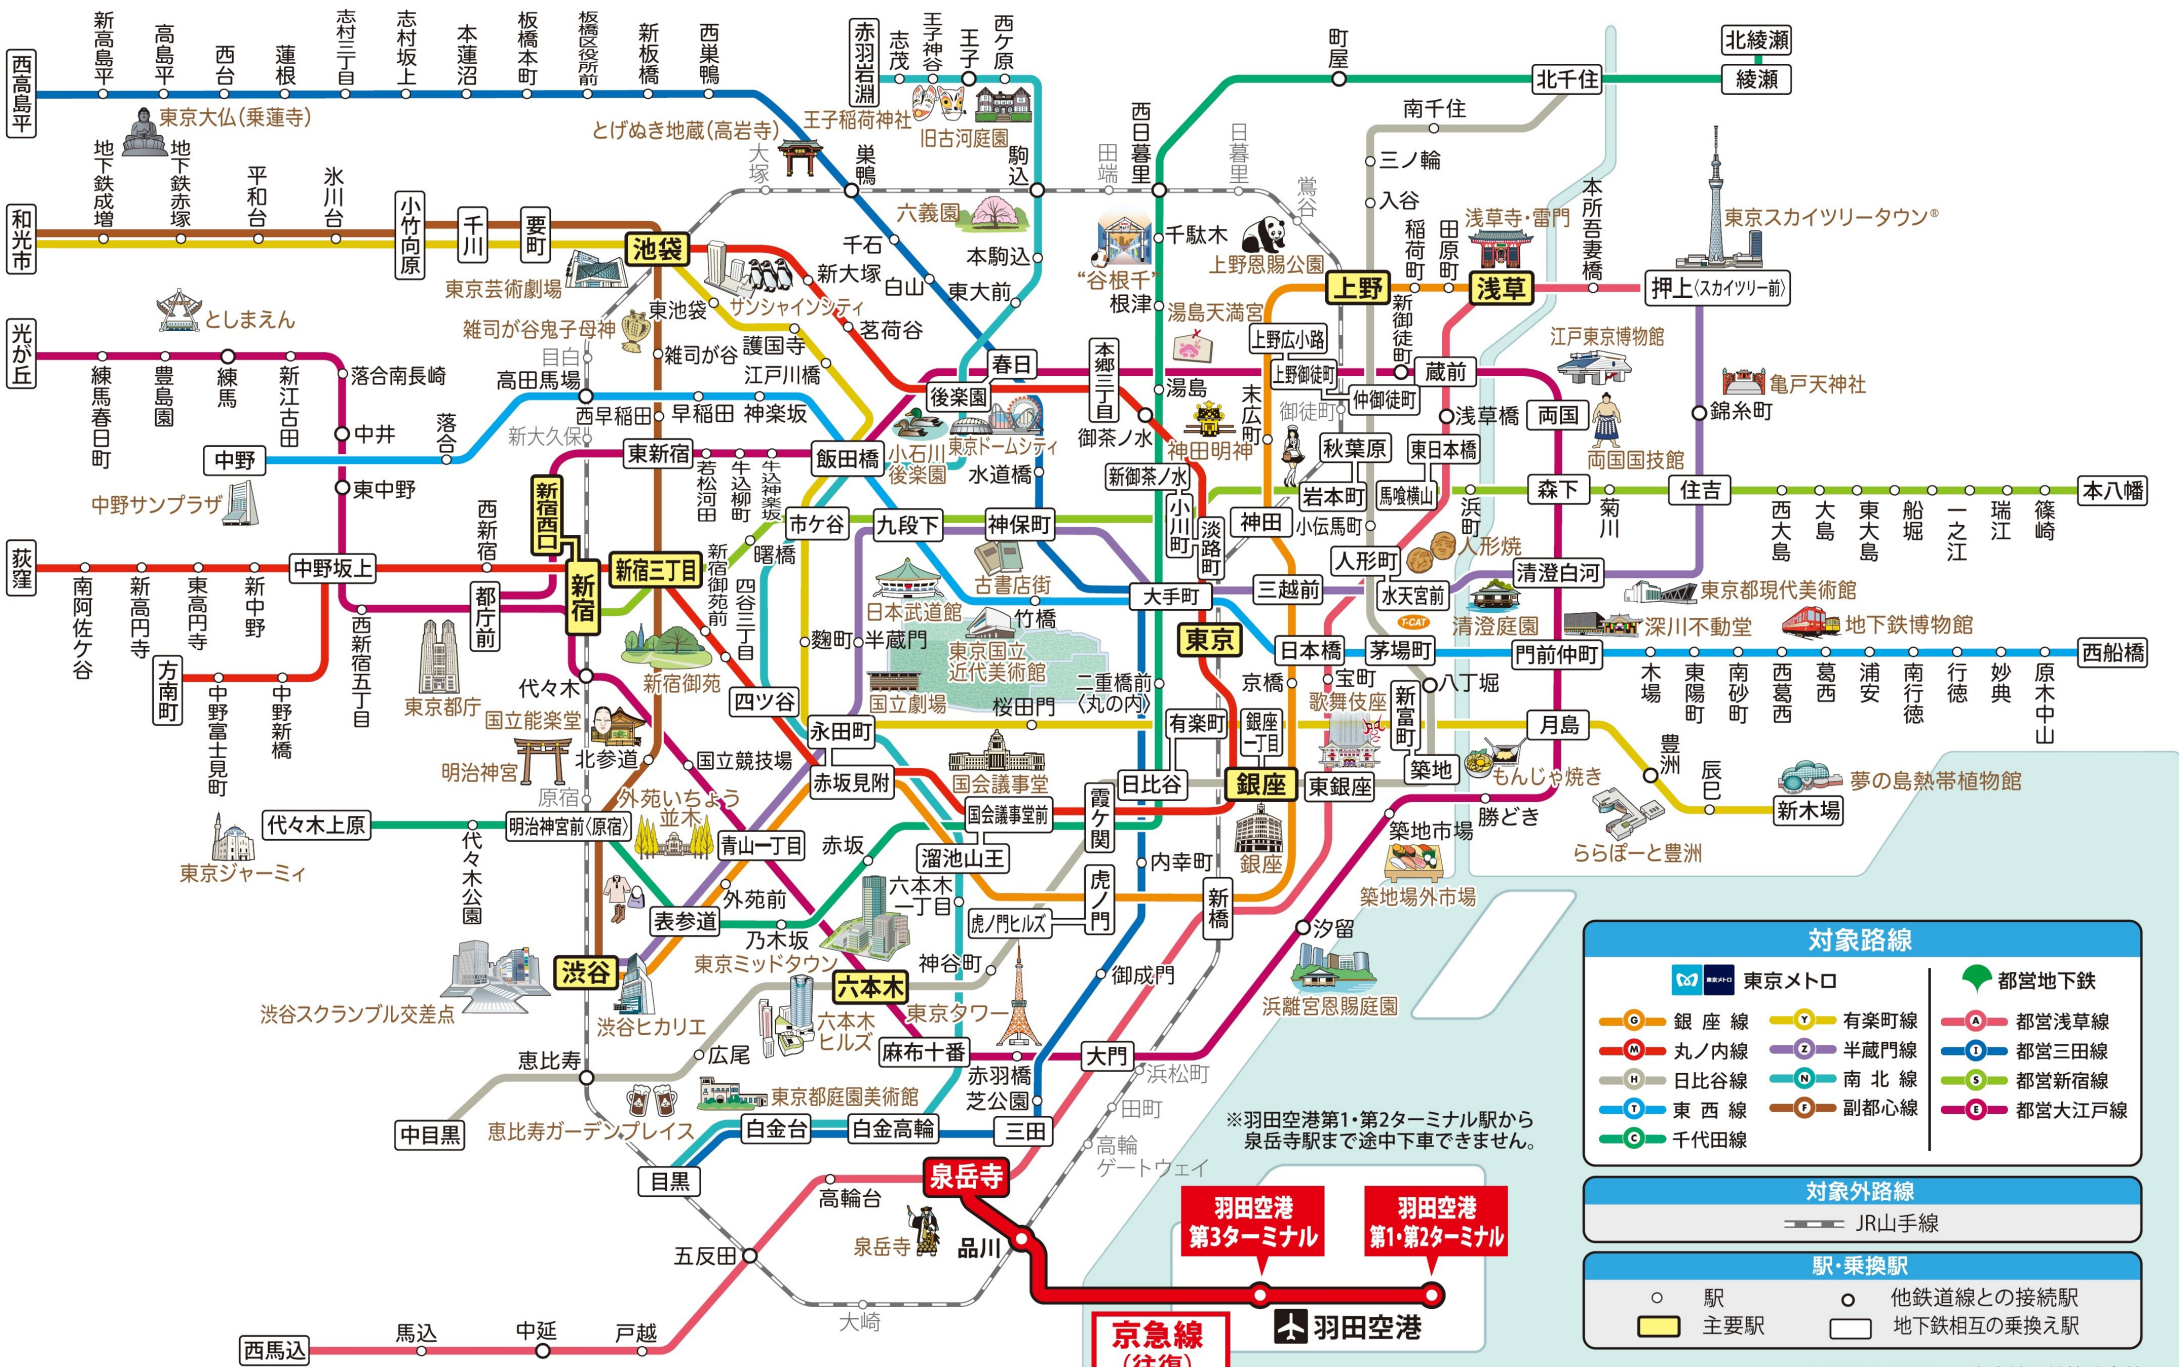 西高島平
新高島平
高島平
西台
蓮根
志村三丁目
志村坂上
本蓮沼
板橋本町
板橋区役所前
新板橋
西巣鴨
赤羽岩淵
志茂
王子神谷
王子
西ケ原
町屋
北千住
北綾瀬
綾瀬
東京大仏(乗蓮寺)
とげぬき地蔵(高岩寺)
王子稲荷神社
旧古河庭園
南千住
地下鉄成増
地下鉄赤塚
平和台
氷川台
大塚
巣鴨
駒込
田端
西日暮里
日暮里
鶯谷
三ノ輪
入谷
和光市
小竹向原
千川
要町
池袋
六義園
千石
本駒込
千駄木
上野恩賜公園
稲荷町
田原町
浅草寺・雷門
本所吾妻橋
東京スカイツリータウン®
東京芸術劇場
サンシャインシティ
新大塚
白山
東大前
“谷根千”
根津
上野
新御徒町
浅草
押上〈スカイツリー前〉
としまえん
雑司が谷鬼子母神
東池袋
護国寺
茗荷谷
湯島天満宮
上野広小路
江戸東京博物館
光が丘
練馬春日町
豊島園
練馬
新江古田
落合南長崎
目白
高田馬場
雑司が谷
江戸川橋
春日
後楽園
本郷三丁目
湯島
上野御徒町
仲御徒町
蔵前
両国
亀戸天神社
錦糸町
西早稲田
早稲田
神楽坂
御茶ノ水
末広町
御徒町
浅草橋
中野
落合
中井
新大久保
東新宿
若松河田
牛込柳町
牛込神楽坂
飯田橋
小石川
後楽園
東京ドームシティ
水道橋
神田明神
秋葉原
東日本橋
両国国技館
中野サンプラザ
東中野
西新宿
新宿西口
新御茶ノ水
岩本町
馬喰横山
浜町
森下
菊川
住吉
西大島
大島
東大島
船堀
一之江
瑞江
篠崎
本八幡
市ケ谷
九段下
神保町
小川町
淡路町
神田
小伝馬町
人形町
人形焼
荻窪
南阿佐ケ谷
新高円寺
東高円寺
新中野
中野坂上
新宿
新宿三丁目
新宿御苑前
曙橋
四谷三丁目
日本武道館
古書店街
竹橋
大手町
三越前
水天宮前
清澄白河
東京都現代美術館
方南町
中野富士見町
中野新橋
西新宿五丁目
都庁前
東京都庁
新宿御苑
麴町
半蔵門
東京国立
近代美術館
東京
日本橋
茅場町
T-CAT
清澄庭園
深川不動堂
地下鉄博物館
門前仲町
木場
東陽町
南砂町
西葛西
葛西
浦安
南行徳
行徳
妙典
原木中山
西船橋
代々木
国立能楽堂
四ツ谷
国立劇場
桜田門
二重橋前
〈丸の内〉
京橋
宝町
八丁堀
歌舞伎座
新富町
月島
明治神宮
北参道
国立競技場
永田町
赤坂見附
国会議事堂
有楽町
銀座
一丁目
日比谷
銀座
東銀座
築地
もんじゃ焼き
豊洲
辰巳
夢の島熱帯植物館
新木場
原宿
外苑いちょう
並木
代々木上原
代々木公園
明治神宮前〈原宿〉
青山一丁目
赤坂
国会議事堂前
溜池山王
霞ケ関
内幸町
銀座
築地市場
勝どき
ららぽーと豊洲
東京ジャーミィ
表参道
外苑前
乃木坂
六本木
一丁目
虎ノ門ヒルズ
虎ノ門
新橋
築地場外市場
汐留
渋谷
渋谷スクランブル交差点
渋谷ヒカリエ
東京ミッドタウン
六本木
六本木
ヒルズ
神谷町
東京タワー
御成門
浜離宮恩賜庭園
恵比寿
広尾
麻布十番
赤羽橋
芝公園
大門
浜松町
田町
中目黒
恵比寿ガーデンプレイス
東京都庭園美術館
白金台
白金高輪
三田
高輪
ゲートウェイ
目黒
高輪台
泉岳寺
泉岳寺
品川
五反田
大崎
西馬込
馬込
中延
戸越
※羽田空港第1・第2ターミナル駅から
泉岳寺駅まで途中下車できません。
羽田空港
第3ターミナル
羽田空港
第1・第2ターミナル
羽田空港
京急線
(往復)
対象路線
東京メトロ
東京メトロ
都営地下鉄
G 銀座線
M 丸ノ内線
H 日比谷線
T 東西線
C 千代田線
Y 有楽町線
Z 半蔵門線
N 南北線
F 副都心線
A 都営浅草線
I 都営三田線
S 都営新宿線
E 都営大江戸線
対象外路線
JR山手線
駅・乗換駅
駅
他鉄道線との接続駅
主要駅
地下鉄相互の乗換え駅